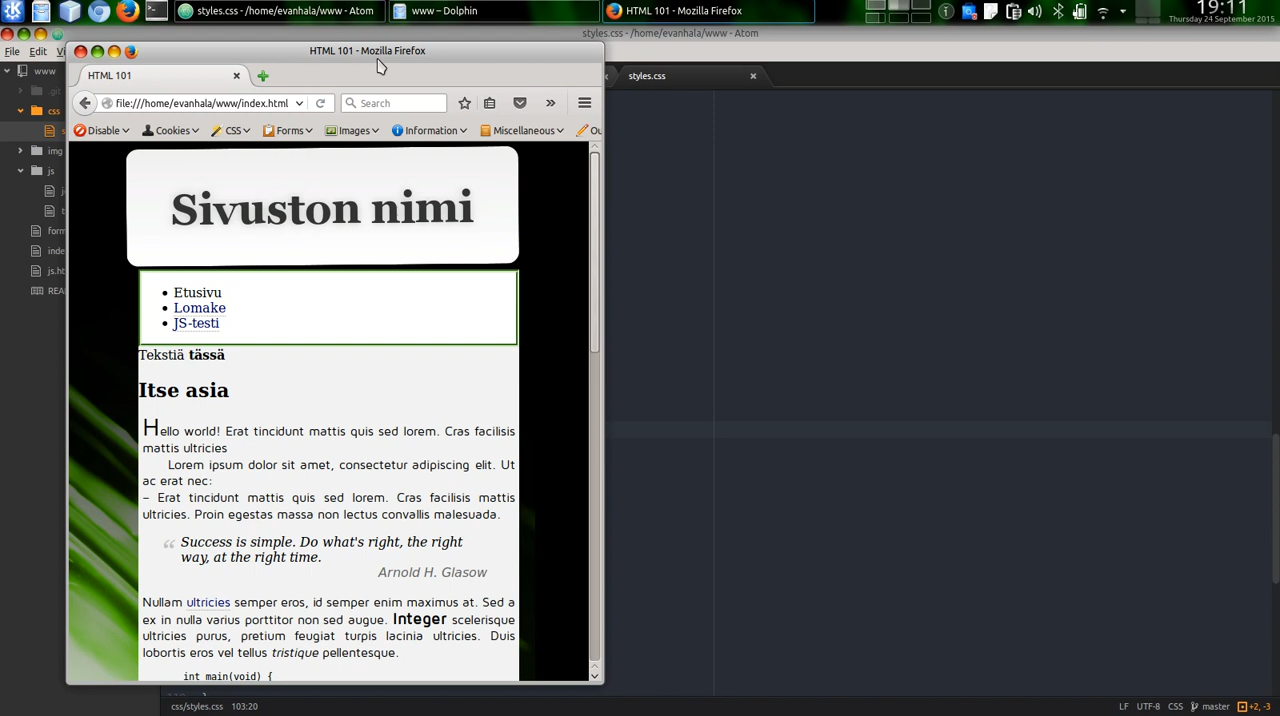 styles.css - /home/evanhala/www - Atom
www – Dolphin
HTML 101 - Mozilla Firefox
19:11
Thursday 24 September 2015
styles.css - /home/evanhala/www - Atom
File Edit
HTML 101 - Mozilla Firefox
www
.git
css
img
js
index
js.ht
REA
styles.css
HTML 101
file:///home/evanhala/www/index.html
Search
Disable Cookies CSS Forms Images Information Miscellaneous Ou
Sivuston nimi
Etusivu
Lomake
JS-testi
Tekstiä tässä
Itse asia
Hello world! Erat tincidunt mattis quis sed lorem. Cras facilisis
mattis ultricies
Lorem ipsum dolor sit amet, consectetur adipiscing elit. Ut
ac erat nec:
– Erat tincidunt mattis quis sed lorem. Cras facilisis mattis
ultricies. Proin egestas massa non lectus convallis malesuada.
“ Success is simple. Do what's right, the right
way, at the right time.
Arnold H. Glasow
Nullam ultricies semper eros, id semper enim maximus at. Sed a
ex in nulla varius porttitor non sed augue. Integer scelerisque
ultricies purus, pretium feugiat turpis lacinia ultricies. Duis
lobortis eros vel tellus tristique pellentesque.
int main(void) {
css/styles.css 103:20
LF UTF-8 CSS master +2, -3